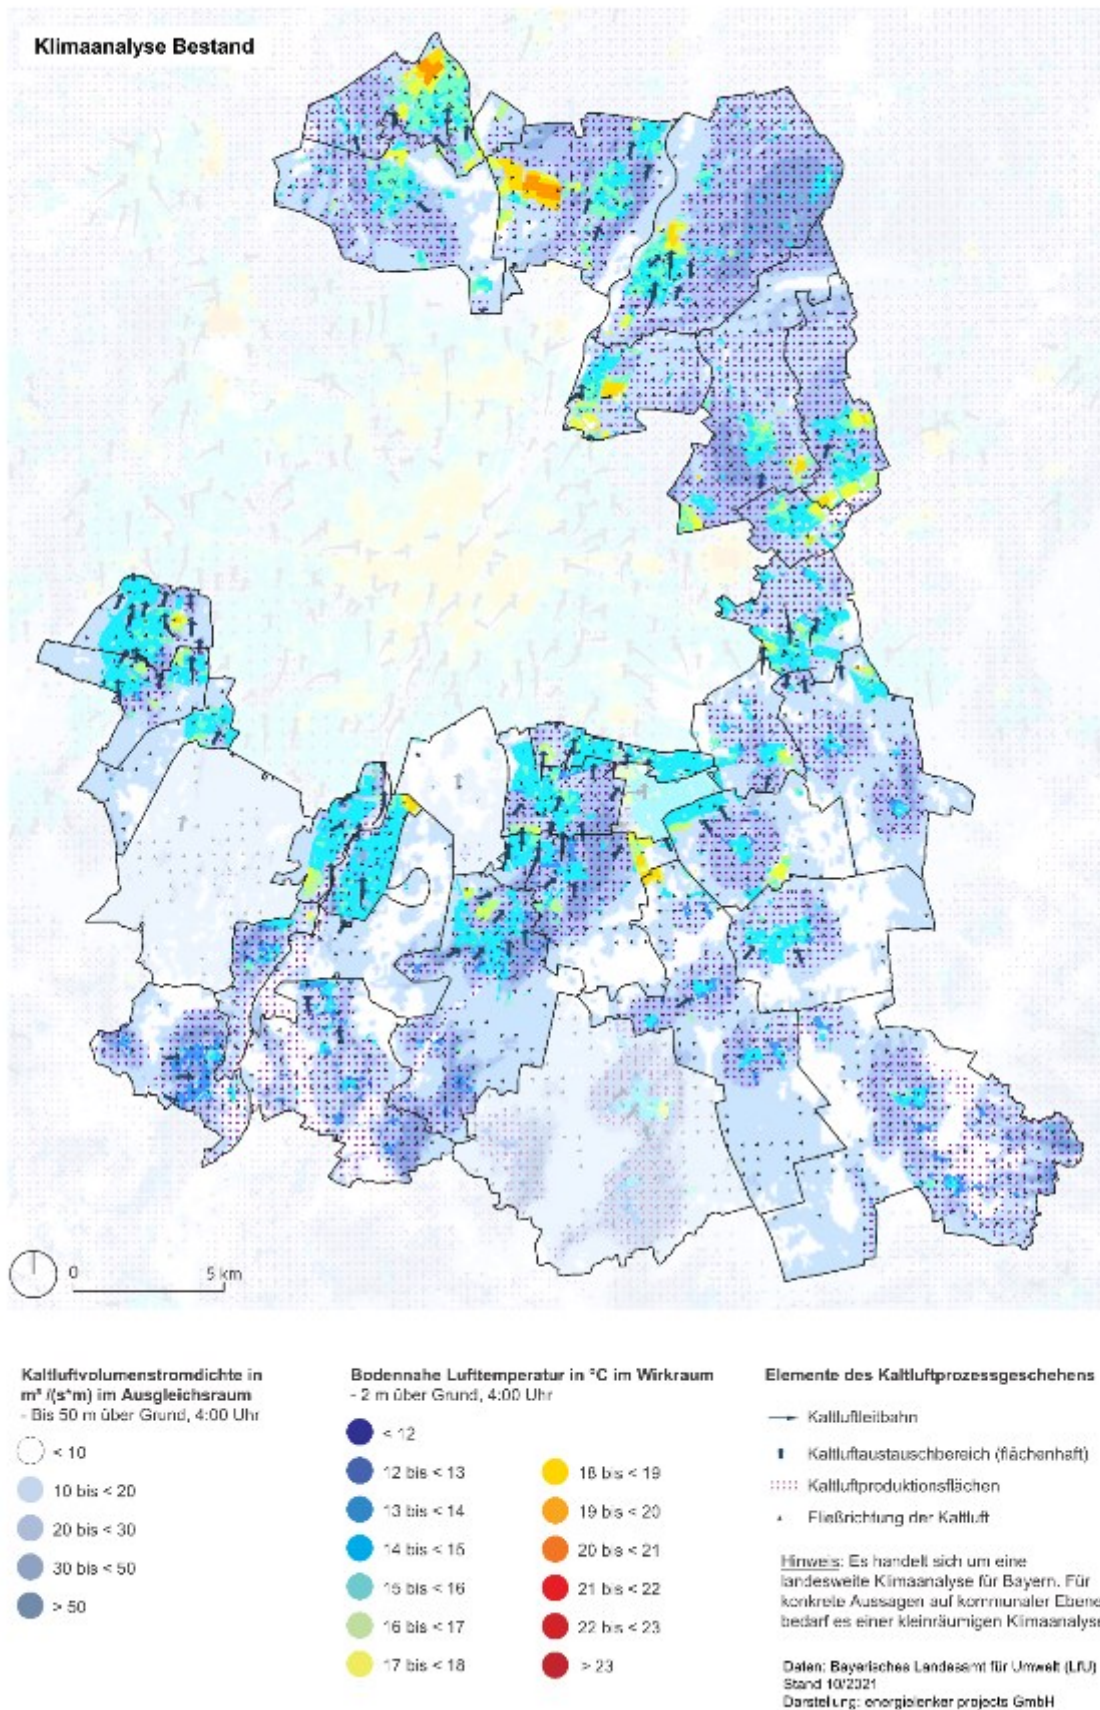 Klimaanalyse Bestand
0
5 km
Kaltluftvolumenstromdichte in
m³ /(s*m) im Ausgleichsraum
- Bis 50 m über Grund, 4:00 Uhr
< 10
10 bis < 20
20 bis < 30
30 bis < 50
> 50
Bodennahe Lufttemperatur in °C im Wirkraum
- 2 m über Grund, 4:00 Uhr
< 12
12 bis < 13
13 bis < 14
14 bis < 15
15 bis < 16
16 bis < 17
17 bis < 18
18 bis < 19
19 bis < 20
20 bis < 21
21 bis < 22
22 bis < 23
> 23
Elemente des Kaltluftprozessgeschehens
Kaltluftleitbahn
Kaltluftaustauschbereich (flächenhaft)
Kaltluftproduktionsflächen
Fließrichtung der Kaltluft
Hinweis: Es handelt sich um eine
landesweite Klimaanalyse für Bayern. Für
konkrete Aussagen auf kommunaler Ebene
bedarf es einer kleinräumigen Klimaanalyse
Daten: Bayerisches Landesamt für Umwelt (LfU)
Stand 10/2021
Darstellung: energielenker projects GmbH